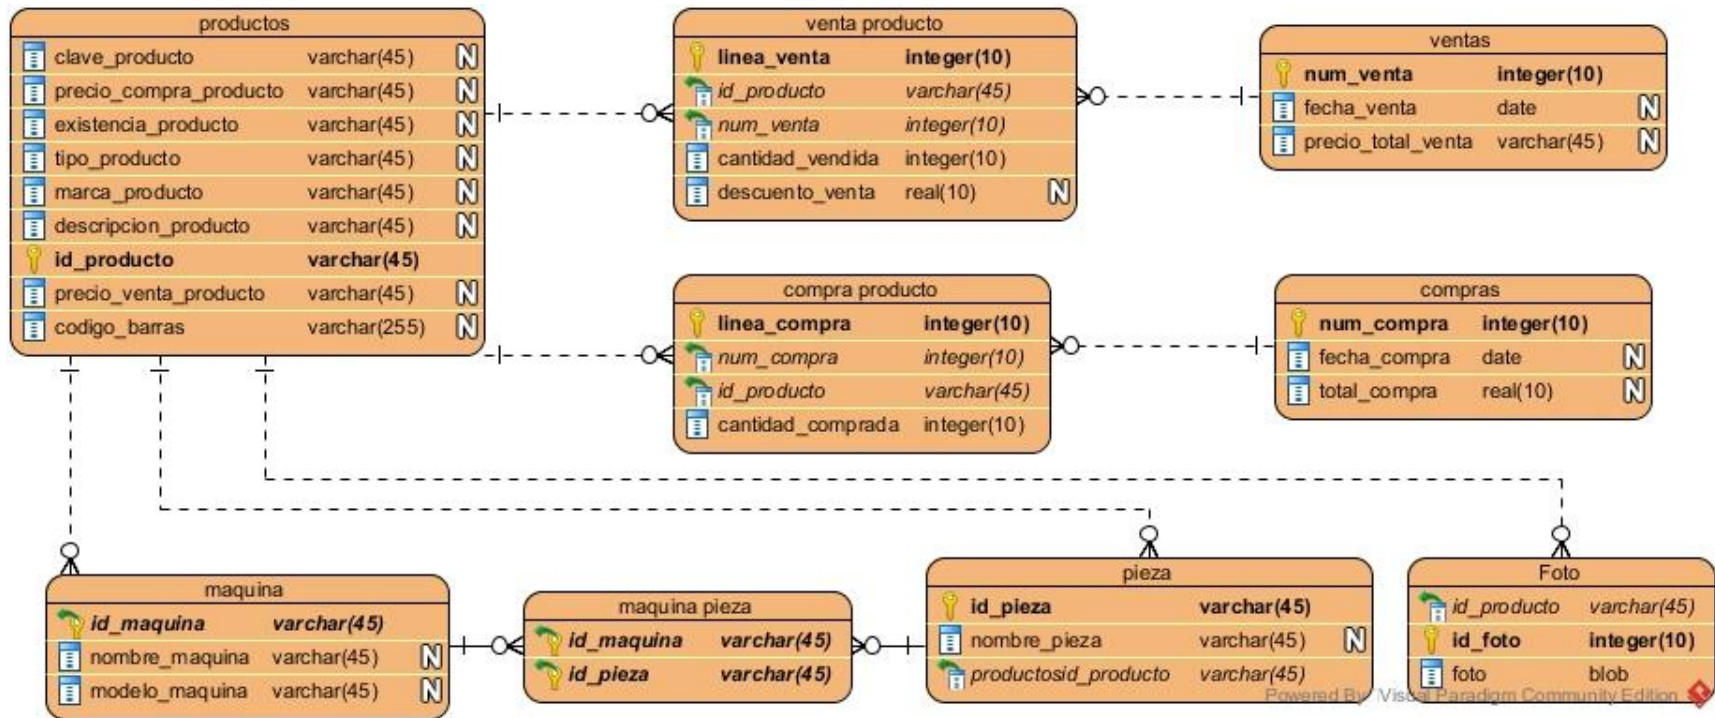 productos
clave_producto varchar(45) N
precio_compra_producto varchar(45) N
existencia_producto varchar(45) N
tipo_producto varchar(45) N
marca_producto varchar(45) N
descripcion_producto varchar(45) N
id_producto varchar(45)
precio_venta_producto varchar(45) N
codigo_barras varchar(255) N
venta producto
linea_venta integer(10)
id_producto varchar(45)
num_venta integer(10)
cantidad_vendida integer(10)
descuento_venta real(10) N
ventas
num_venta integer(10)
fecha_venta date N
precio_total_venta varchar(45) N
compra producto
linea_compra integer(10)
num_compra integer(10)
id_producto varchar(45)
cantidad_comprada integer(10)
compras
num_compra integer(10)
fecha_compra date N
total_compra real(10) N
maquina
id_maquina varchar(45)
nombre_maquina varchar(45) N
modelo_maquina varchar(45) N
maquina pieza
id_maquina varchar(45)
id_pieza varchar(45)
pieza
id_pieza varchar(45)
nombre_pieza varchar(45) N
productosid_producto varchar(45)
Foto
id_producto varchar(45)
id_foto integer(10)
foto blob
Powered By Visual Paradigm Community Edition